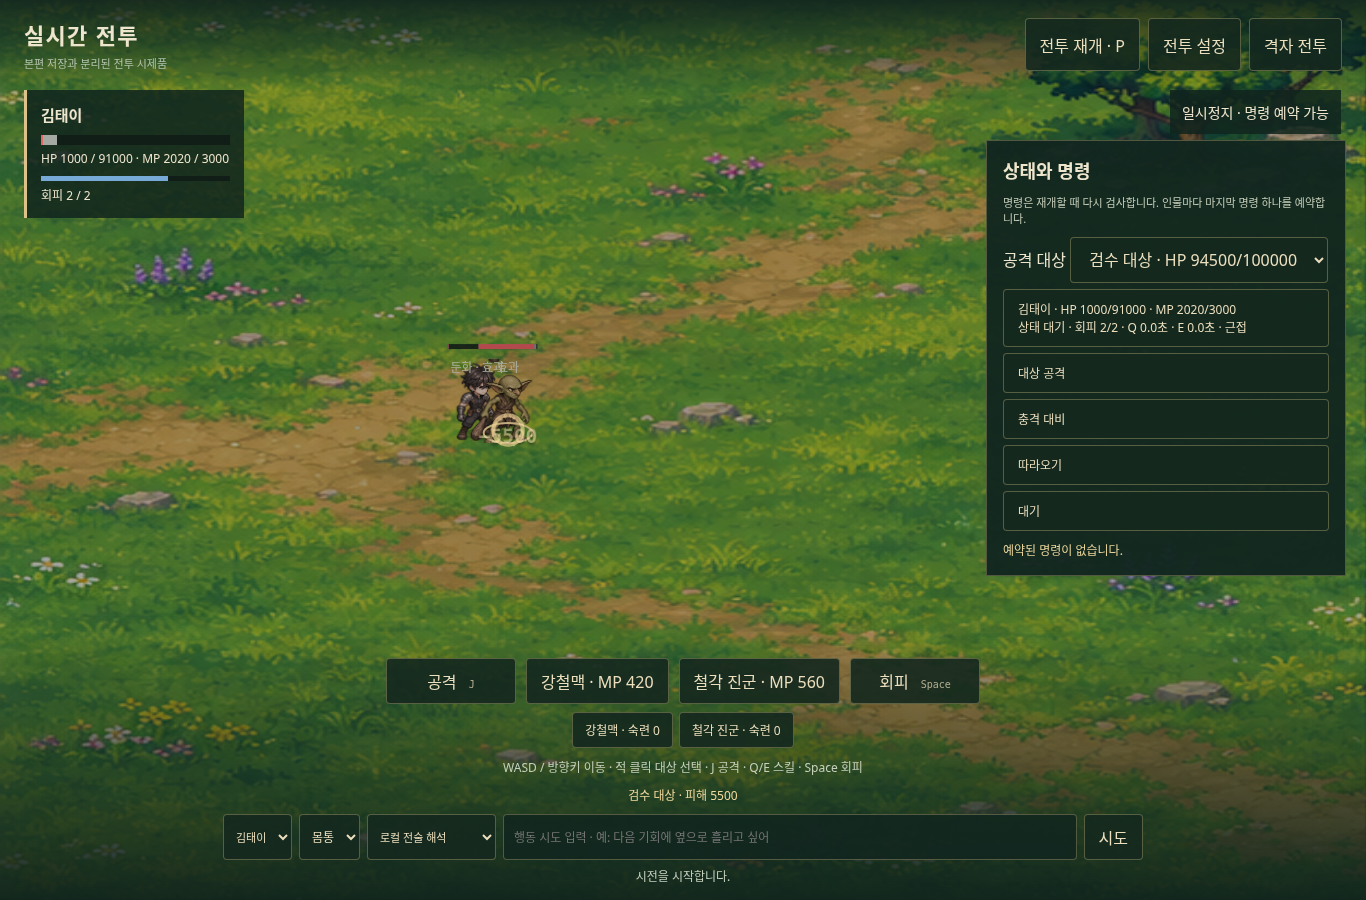 실시간 전투
본편 저장과 분리된 전투 시제품
전투 재개 · P
전투 설정
격자 전투
김태이
HP 1000 / 91000 · MP 2020 / 3000
회피 2 / 2
일시정지 · 명령 예약 가능
상태와 명령
명령은 재개할 때 다시 검사합니다. 인물마다 마지막 명령 하나를 예약합
니다.
공격 대상
검수 대상 · HP 94500/100000
김태이 · HP 1000/91000 · MP 2020/3000
상태 대기 · 회피 2/2 · Q 0.0초 · E 0.0초 · 근접
대상 공격
충격 대비
따라오기
대기
예약된 명령이 없습니다.
5500
공격 J
강철맥 · MP 420
철각 진군 · MP 560
회피 Space
강철맥 · 숙련 0
철각 진군 · 숙련 0
WASD / 방향키 이동 · 적 클릭 대상 선택 · J 공격 · Q/E 스킬 · Space 회피
검수 대상 · 피해 5500
김태이
몸통
로컬 전술 해석
행동 시도 입력 · 예: 다음 기회에 옆으로 흘리고 싶어
시도
시전을 시작합니다.